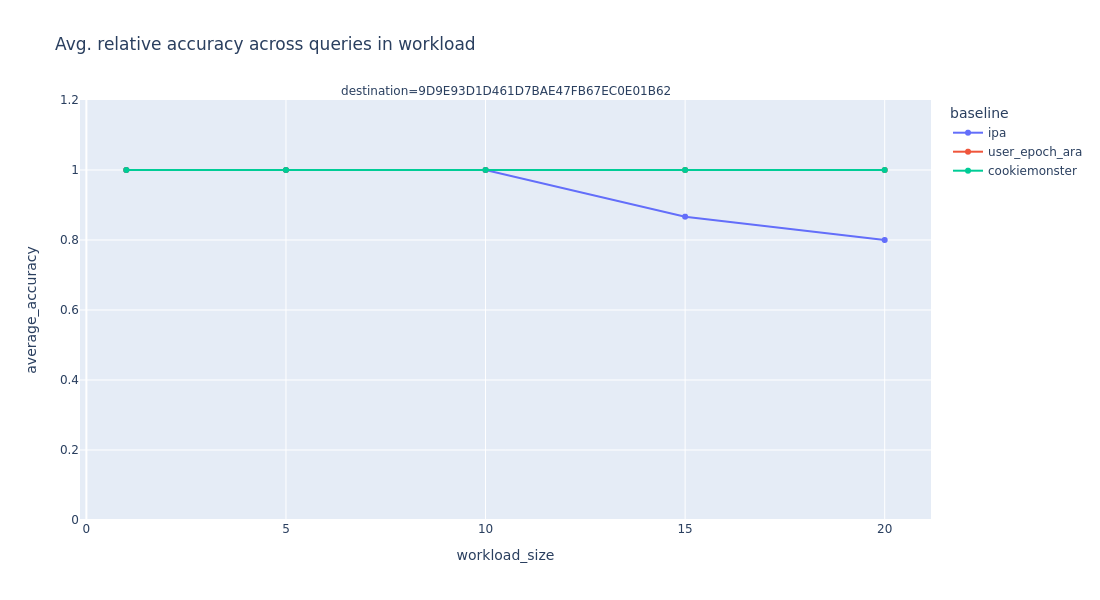 Avg. relative accuracy across queries in workload
destination=9D9E93D1D461D7BAE47FB67EC0E01B62
1.2
1
0.8
0.6
0.4
0.2
0
average_accuracy
0 5 10 15 20
workload_size
baseline
ipa
user_epoch_ara
cookiemonster